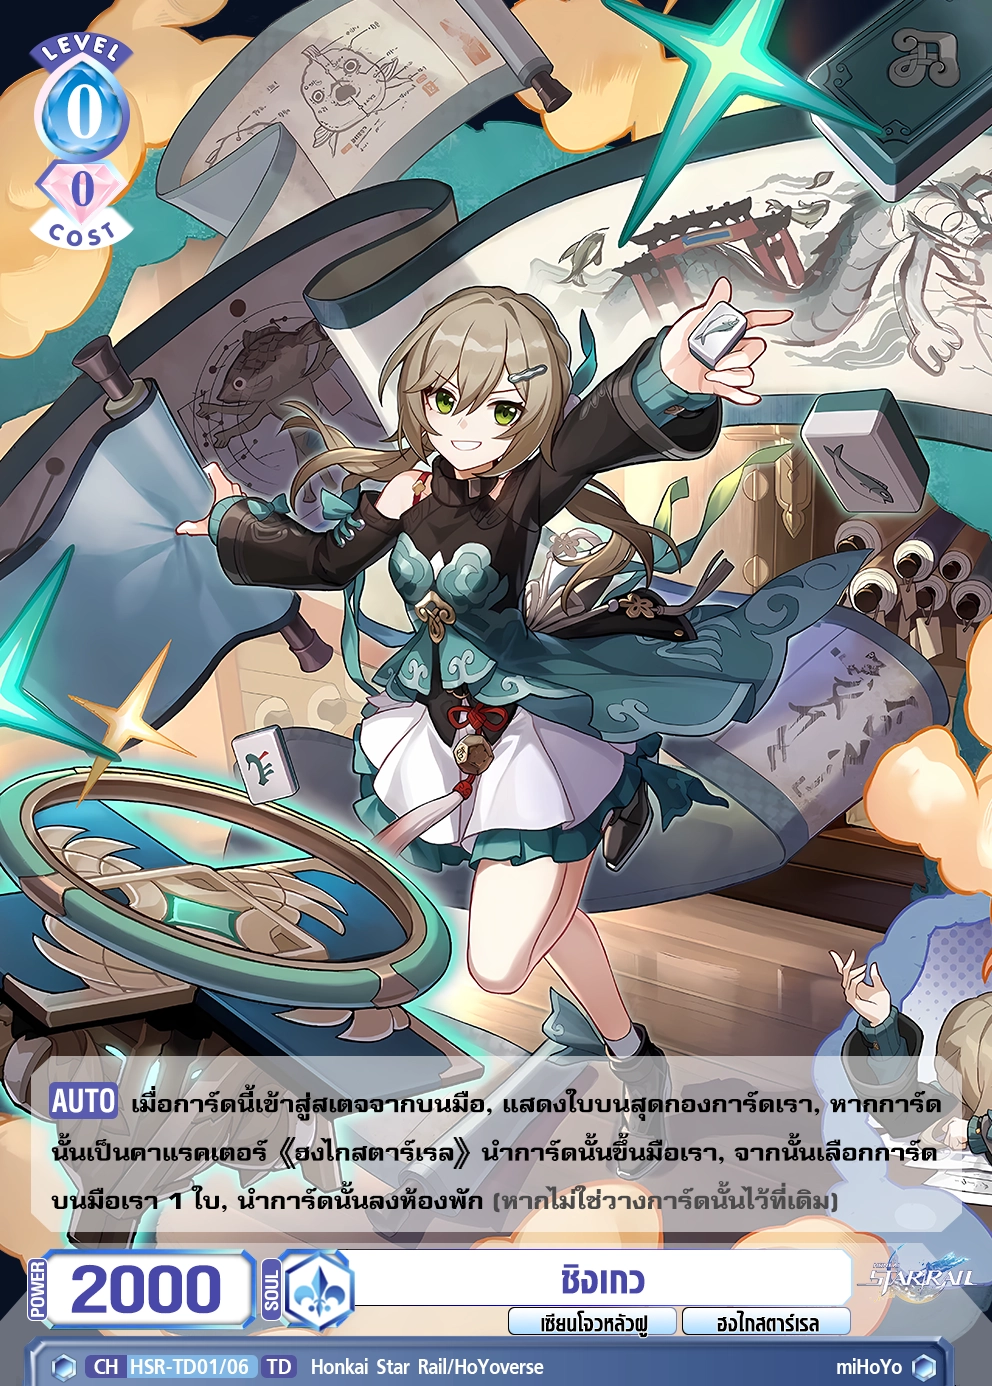 LEVEL
0
0
COST
AUTO เมื่อการ์ดนี้เข้าสู่สเตจจากบนมือ, แสดงใบบนสุดกองการ์ดเรา, หากการ์ด
นั้นเป็นคาแรคเตอร์《ฮงไกสตาร์เรล》นำการ์ดนั้นขึ้นมือเรา, จากนั้นเลือกการ์ด
บนมือเรา 1 ใบ, นำการ์ดนั้นลงห้องพัก (หากไม่ใช่วางการ์ดนั้นไว้ที่เดิม)
POWER 2000 SOUL ชิงเกว HONKAI STAR RAIL
เซียนโจวหลัวฝู ฮงไกสตาร์เรล
CH HSR-TD01/06 TD Honkai Star Rail/HoYoverse miHoYo